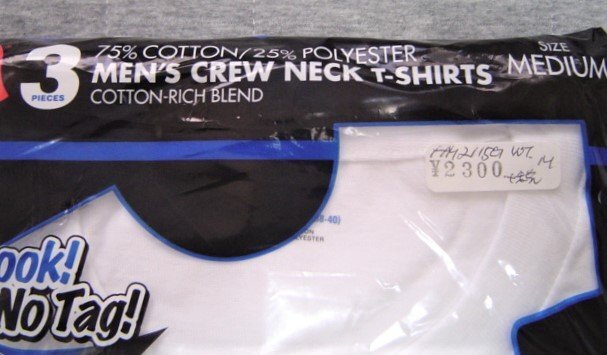 75% COTTON/25% POLYESTER
3
PIECES
MEN'S CREW NECK T-SHIRTS
COTTON-RICH BLEND
SIZE
MEDIUM
WT M
¥2300
ook!
No Tag!